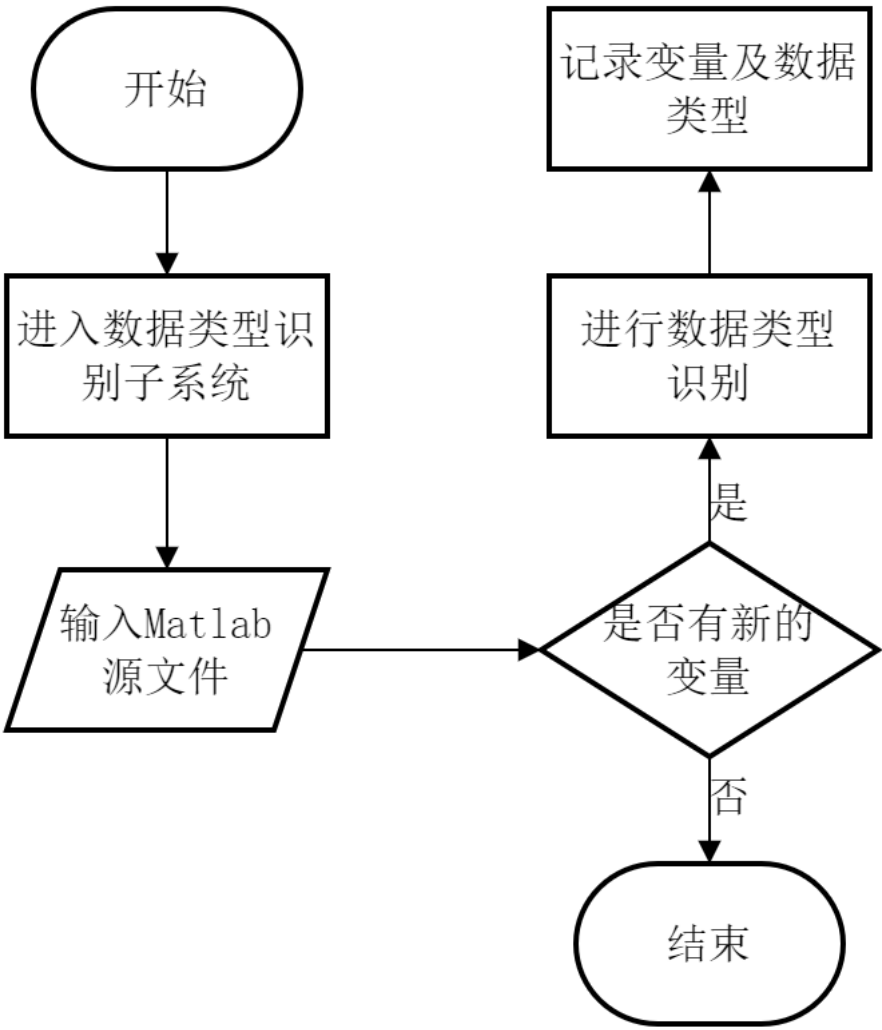 开始
进入数据类型识
别子系统
输入Matlab
源文件
是否有新的
变量
是
进行数据类型
识别
记录变量及数据
类型
否
结束